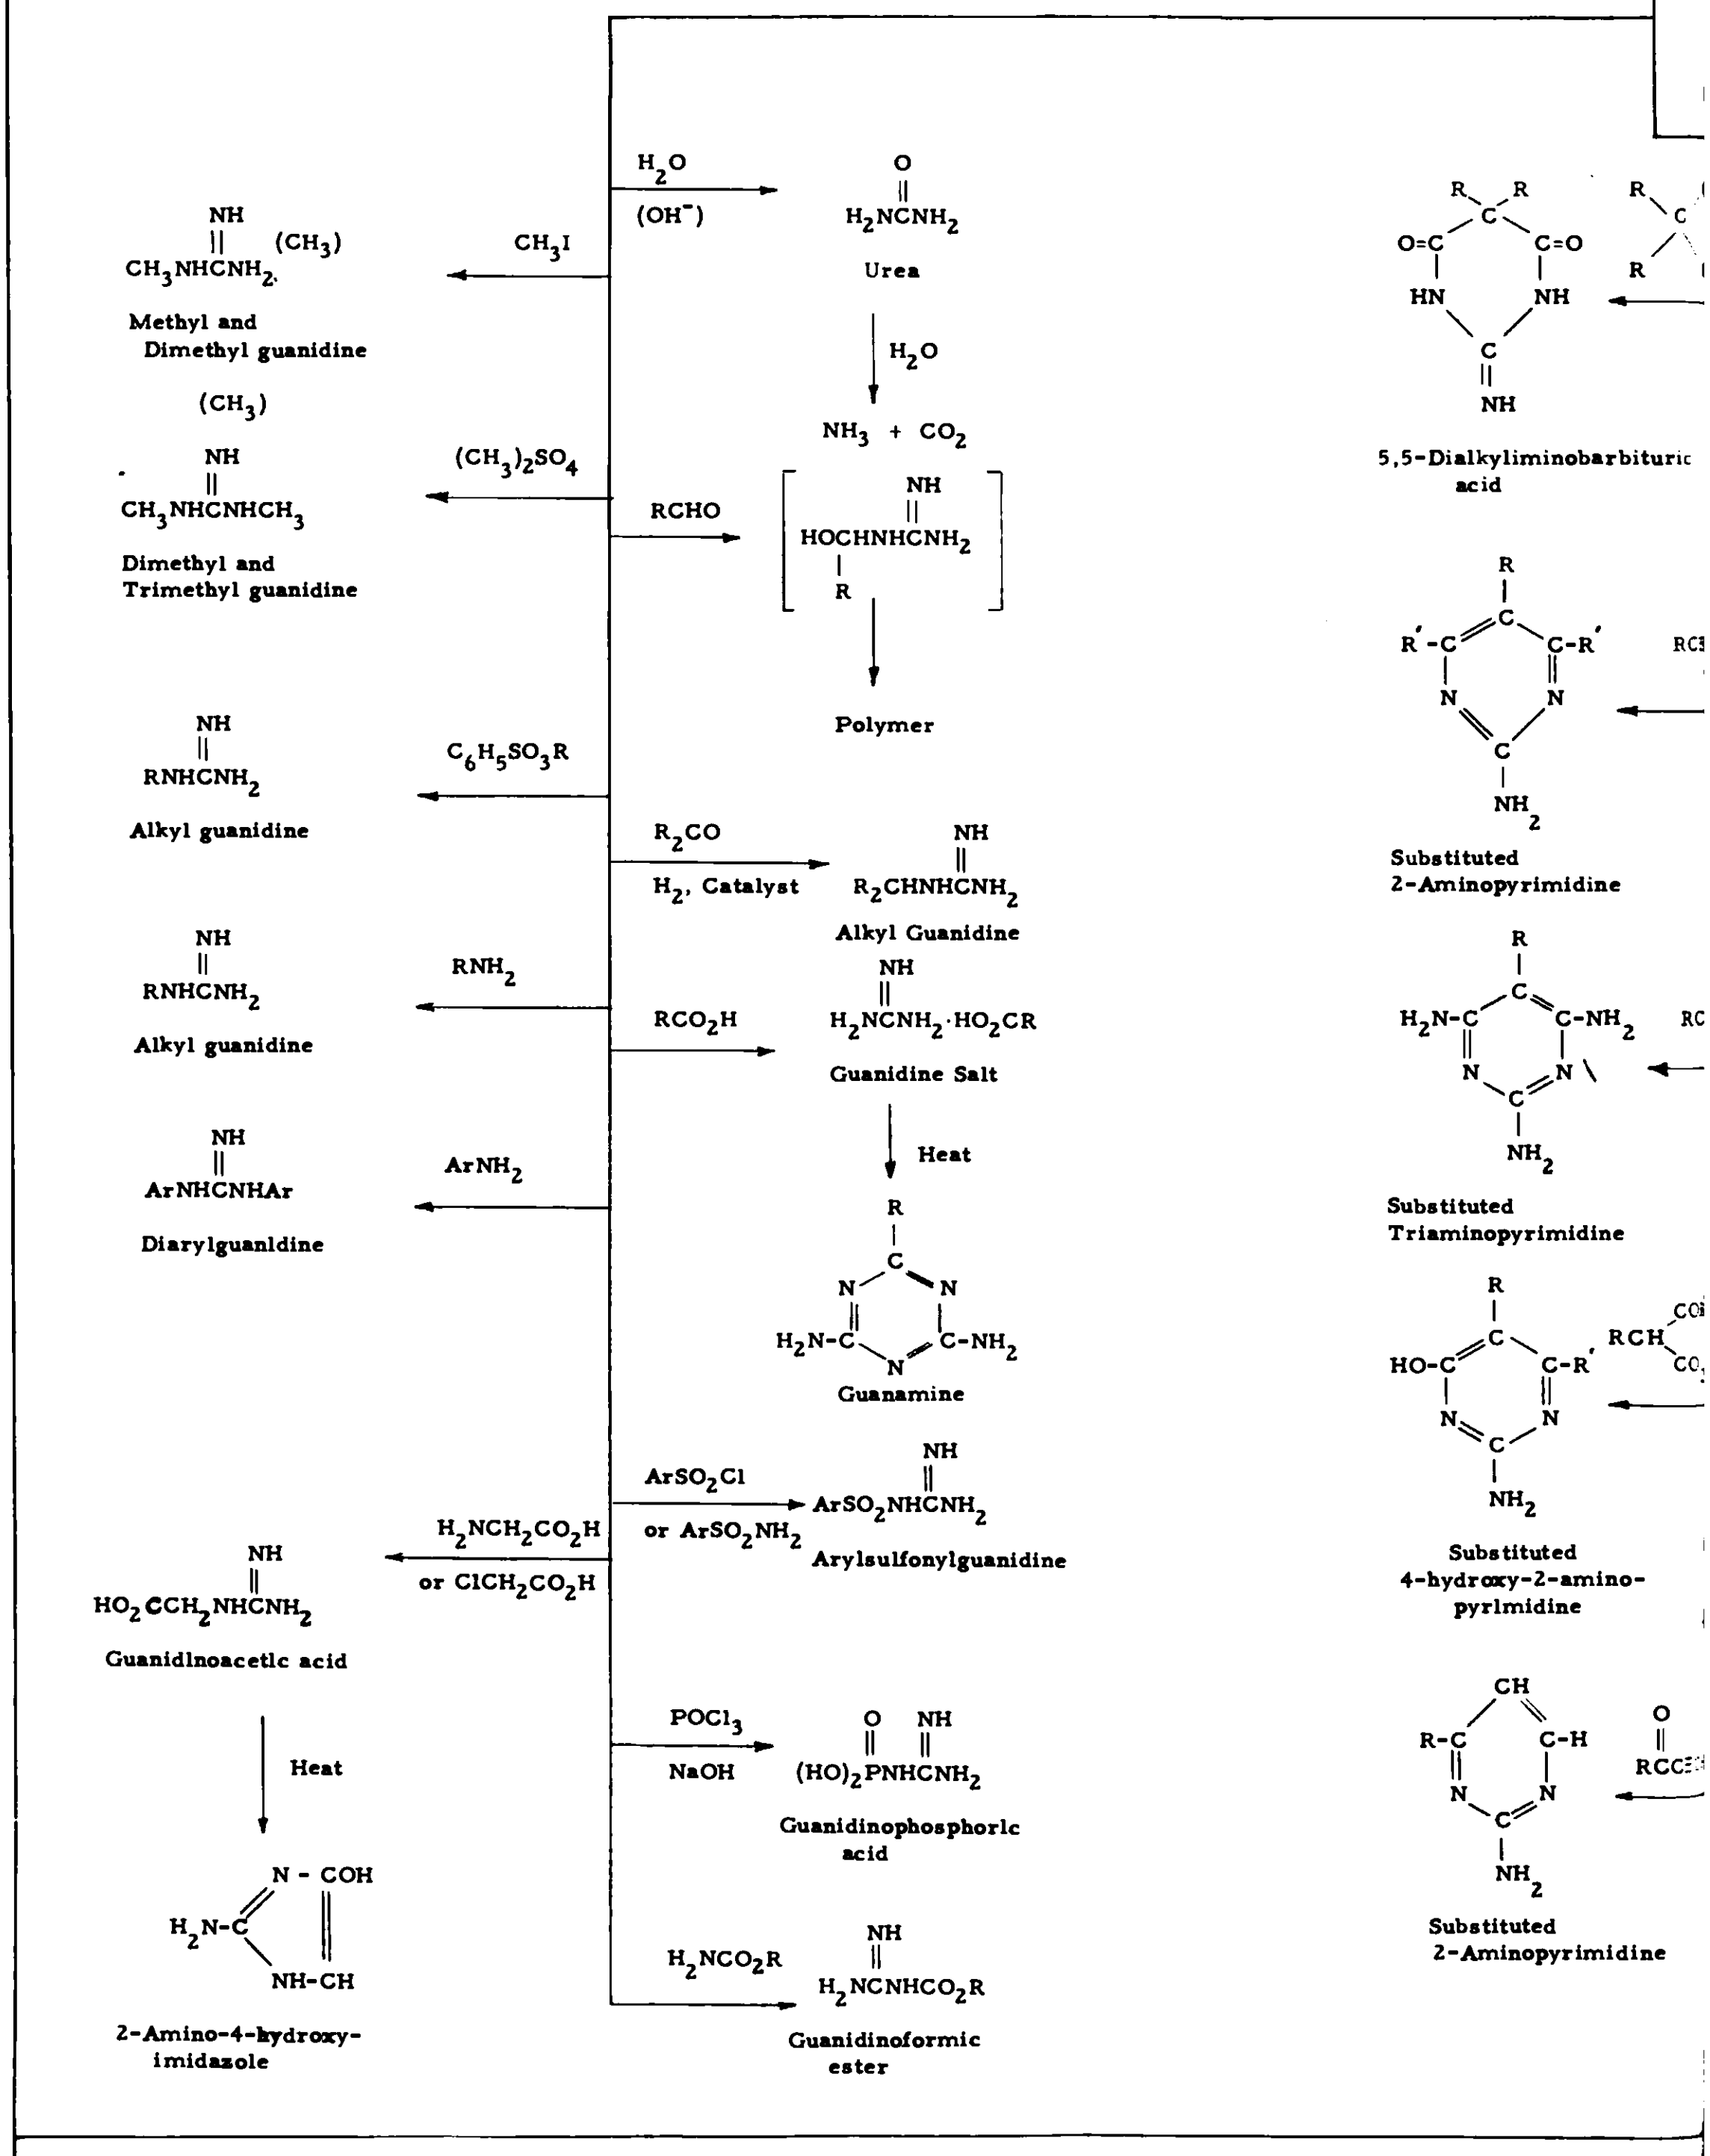 NH
||
(CH₃)
CH₃NHCNH₂
CH₃I
Methyl and
Dimethyl guanidine
(CH₃)
NH
||
CH₃NHCNHCH₃
(CH₃)₂SO₄
Dimethyl and
Trimethyl guanidine
NH
||
RNHCNH₂
C₆H₅SO₃R
Alkyl guanidine
NH
||
RNHCNH₂
RNH₂
Alkyl guanidine
NH
||
ArNHCNHAr
ArNH₂
Diarylguanidine
H₂NCH₂CO₂H
or ClCH₂CO₂H
NH
||
HO₂CCH₂NHCNH₂
Guanidinoacetic acid
Heat
N - COH
H₂N-C
NH-CH
2-Amino-4-hydroxy-
imidazole
H₂O
(OH⁻)
O
||
H₂NCNH₂
Urea
H₂O
NH₃ + CO₂
RCHO
NH
||
HOCHNHCNH₂
|
R
Polymer
R₂CO
H₂, Catalyst
NH
||
R₂CHNHCNH₂
Alkyl Guanidine
RCO₂H
NH
||
H₂NCNH₂·HO₂CR
Guanidine Salt
Heat
R
|
C
N N
H₂N-C C-NH₂
N
Guanamine
ArSO₂Cl
or ArSO₂NH₂
NH
||
ArSO₂NHCNH₂
Arylsulfonylguanidine
POCl₃
NaOH
O NH
|| ||
(HO)₂PNHCNH₂
Guanidinophosphoric
acid
H₂NCO₂R
NH
||
H₂NCNHCO₂R
Guanidinoformic
ester
R R
C
O=C C=O
HN NH
C
||
NH
R
C
R
5,5-Dialkyliminobarbituric
acid
R
|
C
R'-C C-R'
N N
C
|
NH₂
Substituted
2-Aminopyrimidine
R
|
C
H₂N-C C-NH₂
N N
C
|
NH₂
Substituted
Triaminopyrimidine
R
|
C
HO-C C-R'
N N
C
|
NH₂
RCH
Substituted
4-hydroxy-2-amino-
pyrimidine
CH
R-C C-H
N N
C
|
NH₂
O
||
Substituted
2-Aminopyrimidine